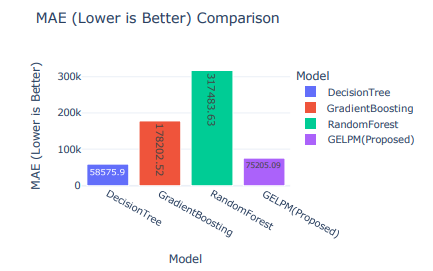 MAE (Lower is Better) Comparison
MAE (Lower is Better)
300k
200k
100k
0
58575.9
178202.52
317483.63
75205.09
DecisionTree
GradientBoosting
RandomForest
GELPM(Proposed)
Model
Model
DecisionTree
GradientBoosting
RandomForest
GELPM(Proposed)